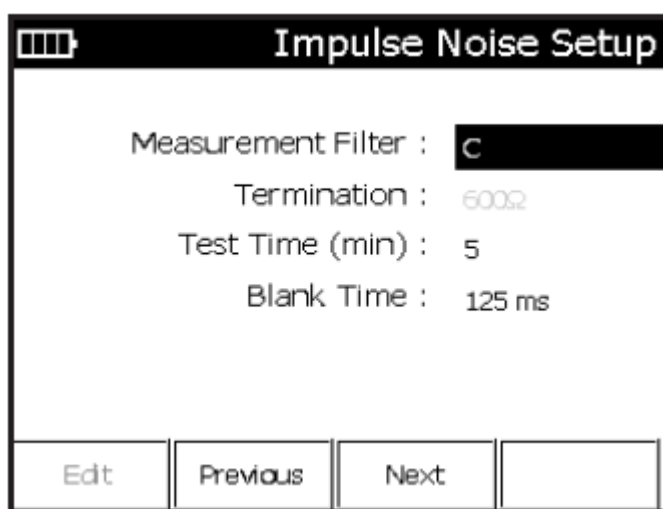 Impulse Noise Setup
Measurement Filter : C
Termination : 600Ω
Test Time (min) : 5
Blank Time : 125 ms
Edit Previous Next